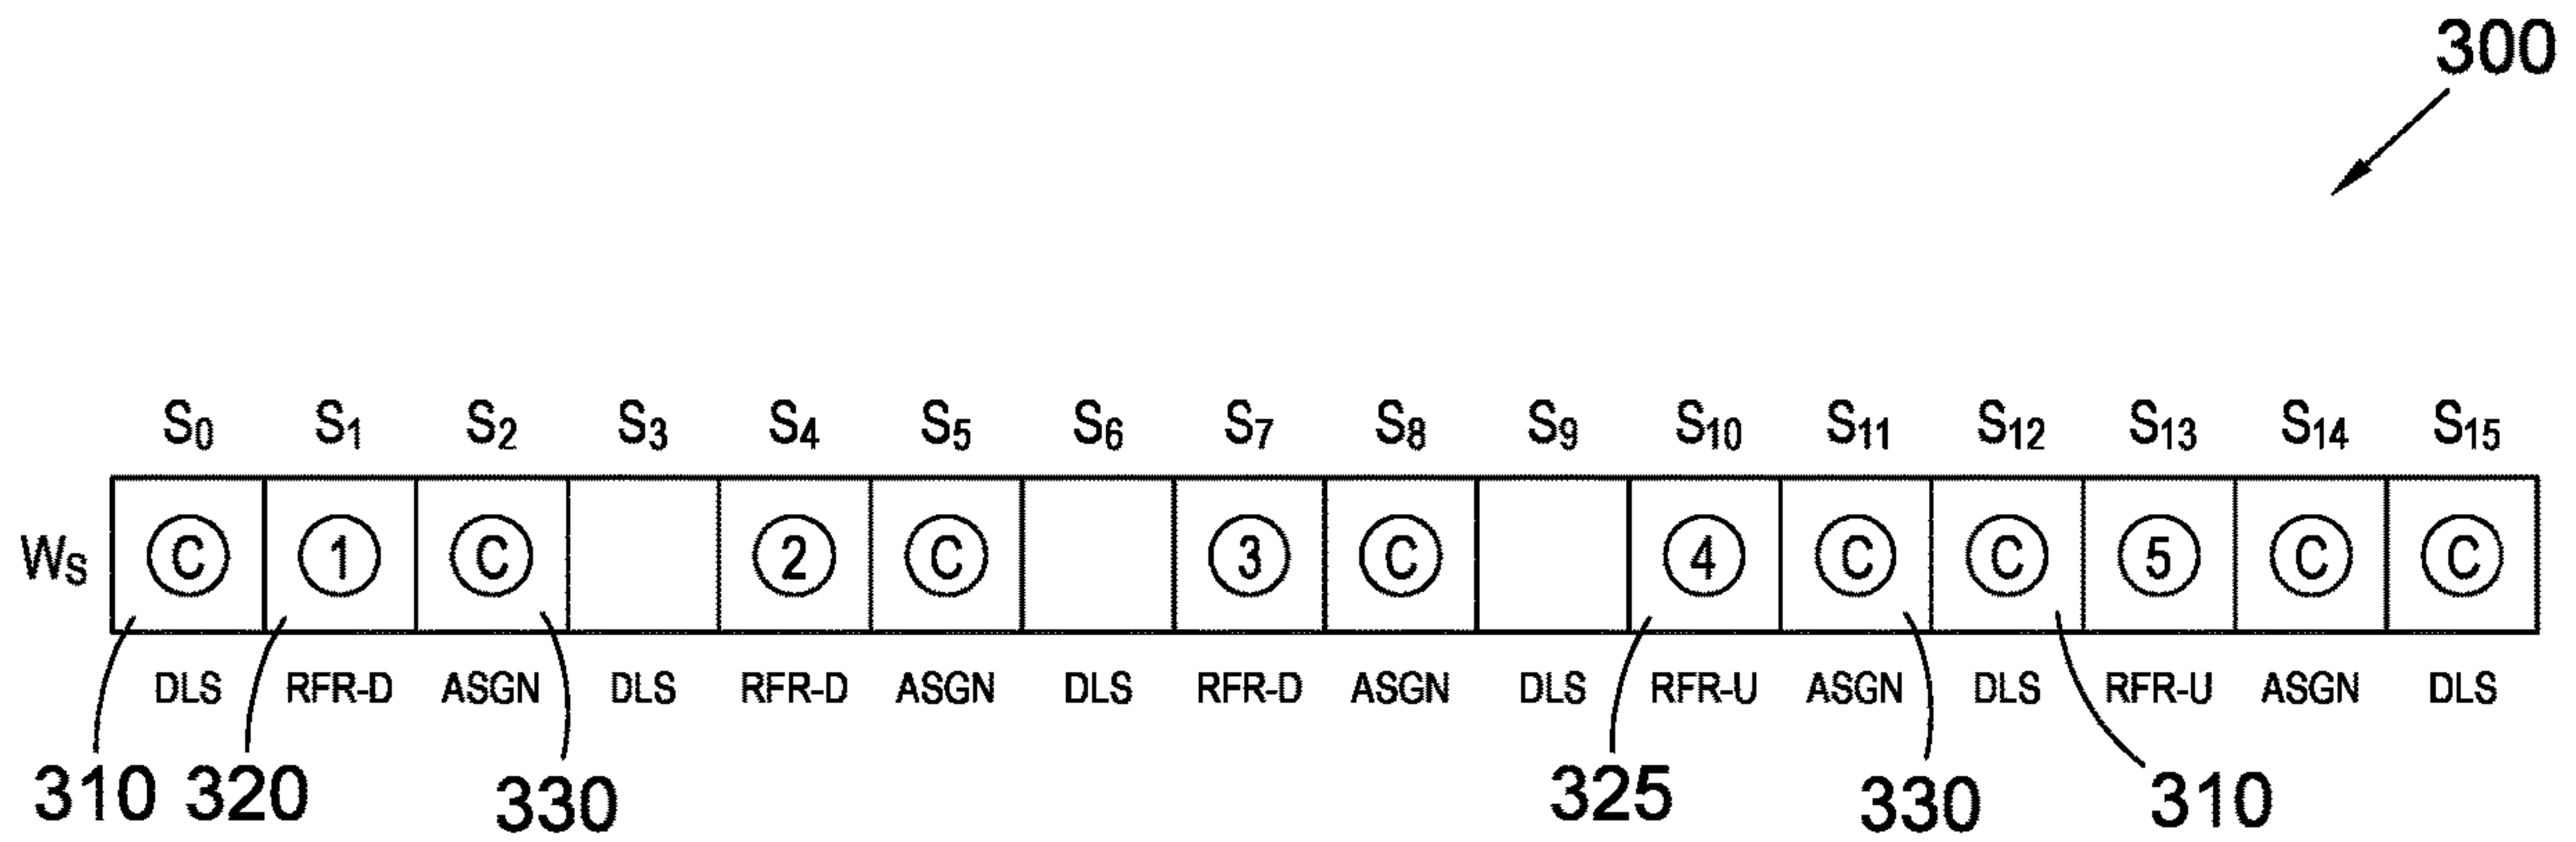 300
S0 S1 S2 S3 S4 S5 S6 S7 S8 S9 S10 S11 S12 S13 S14 S15
WS C 1 C 2 C 3 C 4 C C 5 C C
DLS RFR-D ASGN DLS RFR-D ASGN DLS RFR-D ASGN DLS RFR-U ASGN DLS RFR-U ASGN DLS
310 320 330 325 330 310